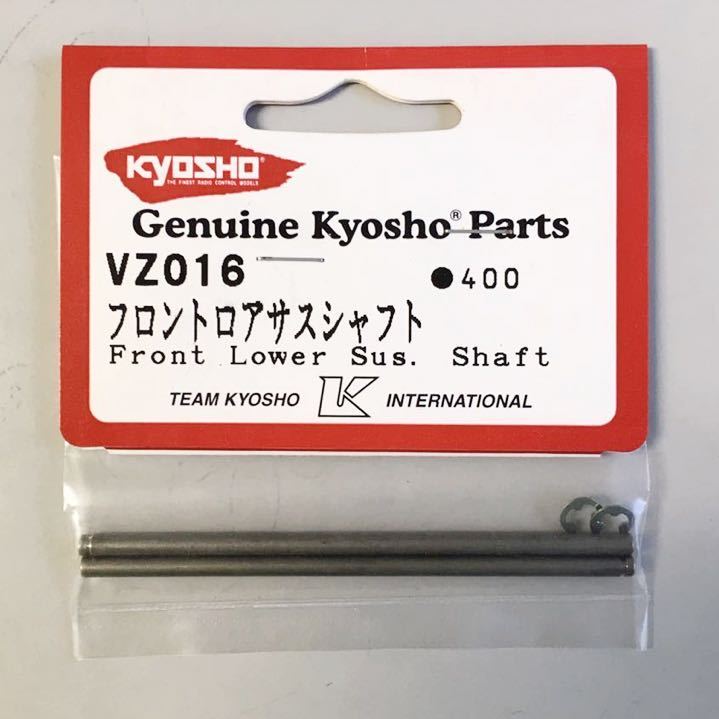 KYOSHO
THE FINEST RADIO CONTROL MODELS
Genuine Kyosho® Parts
VZ016 ●400
フロントロアサスシャフト
Front Lower Sus. Shaft
TEAM KYOSHO K INTERNATIONAL